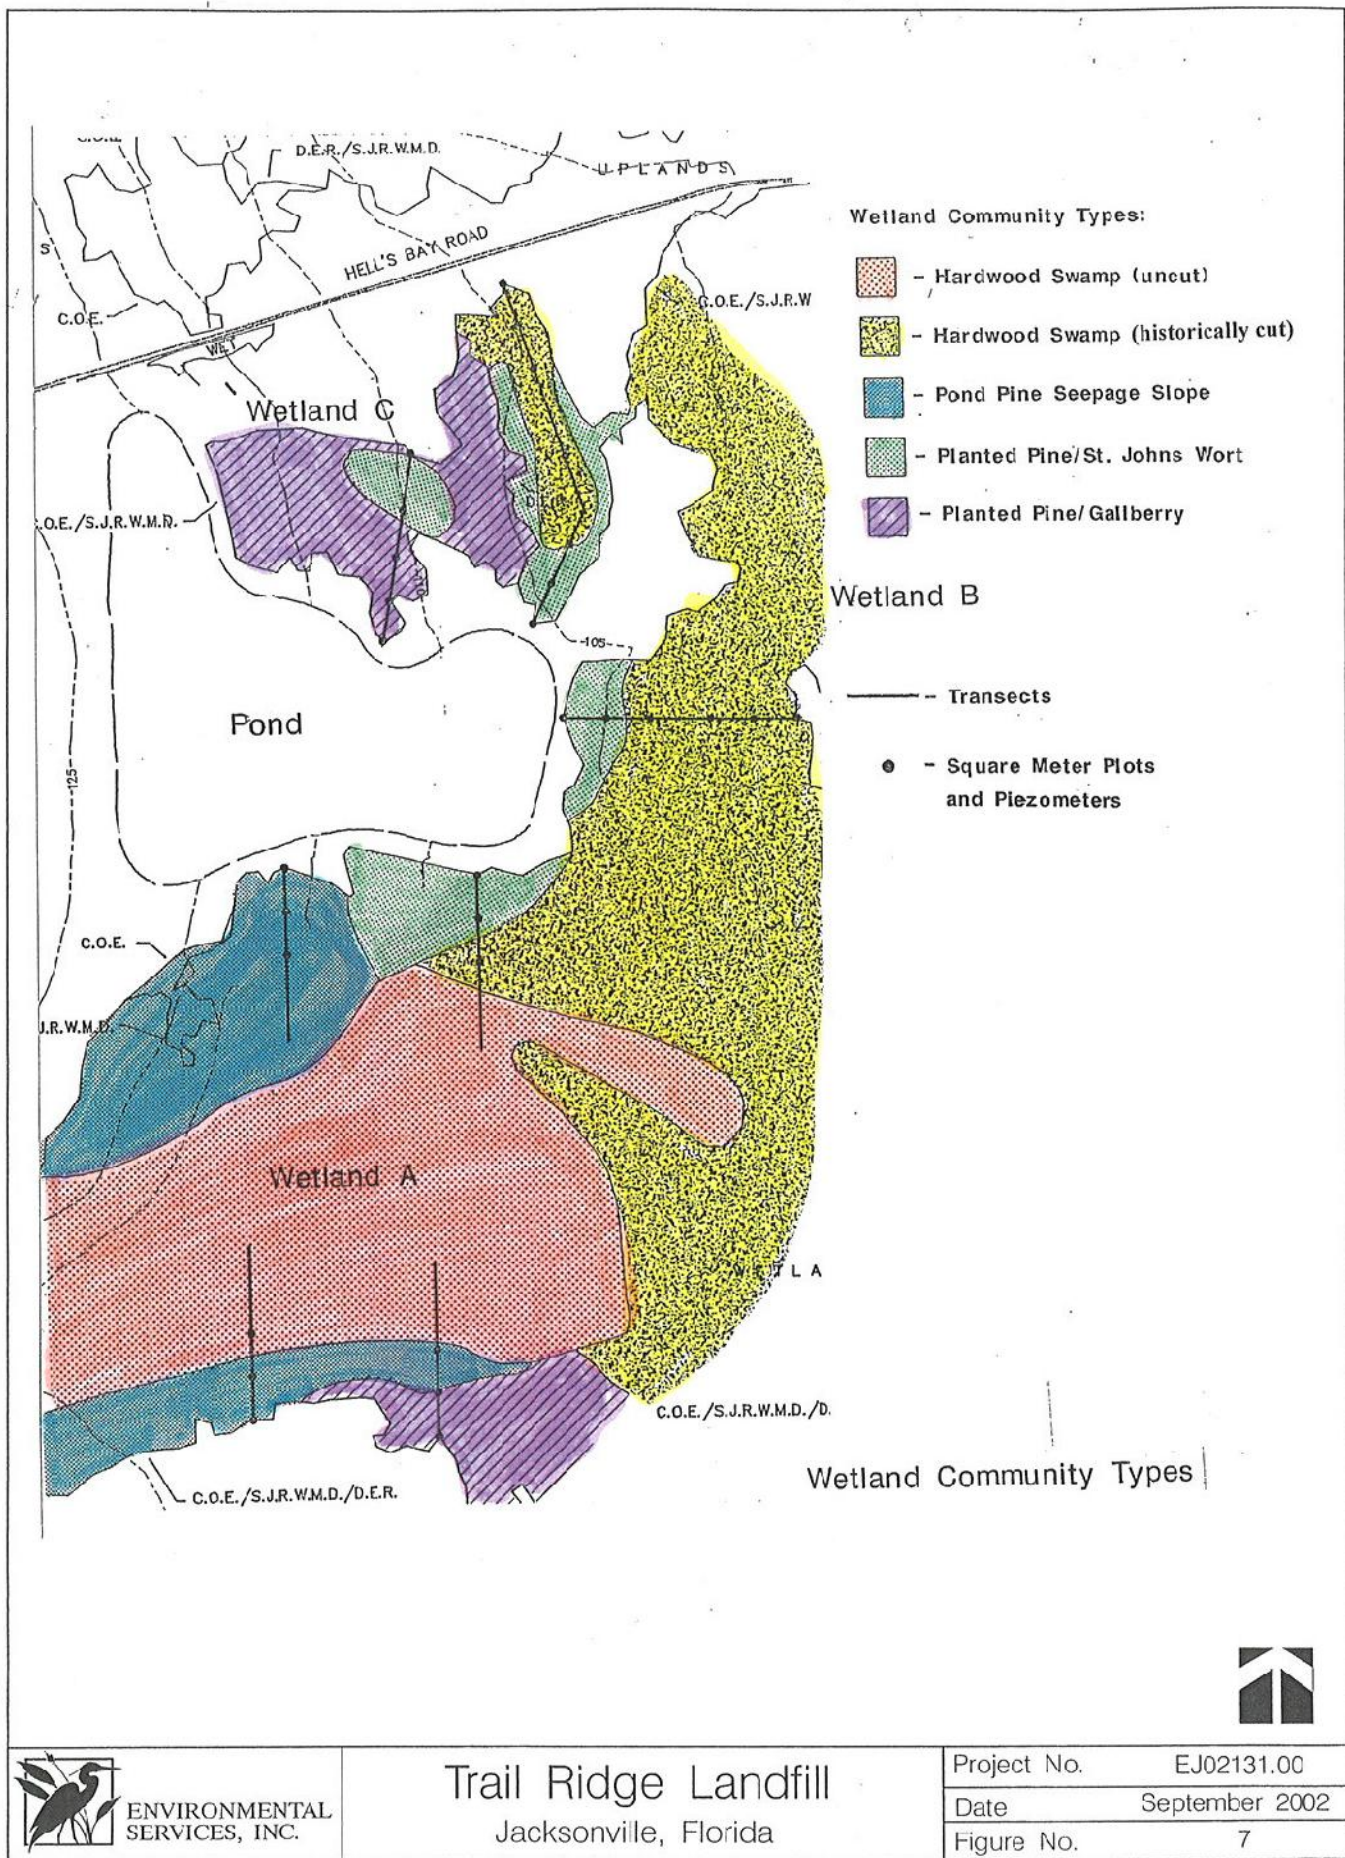 D.E.R./S.J.R.W.M.D.
UPLANDS
HELL'S BAY ROAD
S
C.O.E.
WET
C.O.E./S.J.R.W
Wetland C
.O.E./S.J.R.W.M.D.
105
Pond
125
C.O.E.
J.R.W.M.D.
Wetland A
W E T L A
C.O.E./S.J.R.W.M.D./D.
C.O.E./S.J.R.W.M.D./D.E.R.
Wetland Community Types:
- Hardwood Swamp (uncut)
- Hardwood Swamp (historically cut)
- Pond Pine Seepage Slope
- Planted Pine/St. Johns Wort
- Planted Pine/Gallberry
Wetland B
- Transects
- Square Meter Plots
and Piezometers
Wetland Community Types
ENVIRONMENTAL
SERVICES, INC.
Trail Ridge Landfill
Jacksonville, Florida
Project No. EJ02131.00
Date September 2002
Figure No. 7